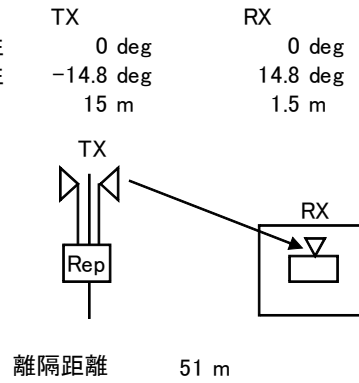 TX RX
0 deg 0 deg
-14.8 deg 14.8 deg
15 m 1.5 m
TX
RX
Rep
離隔距離 51 m